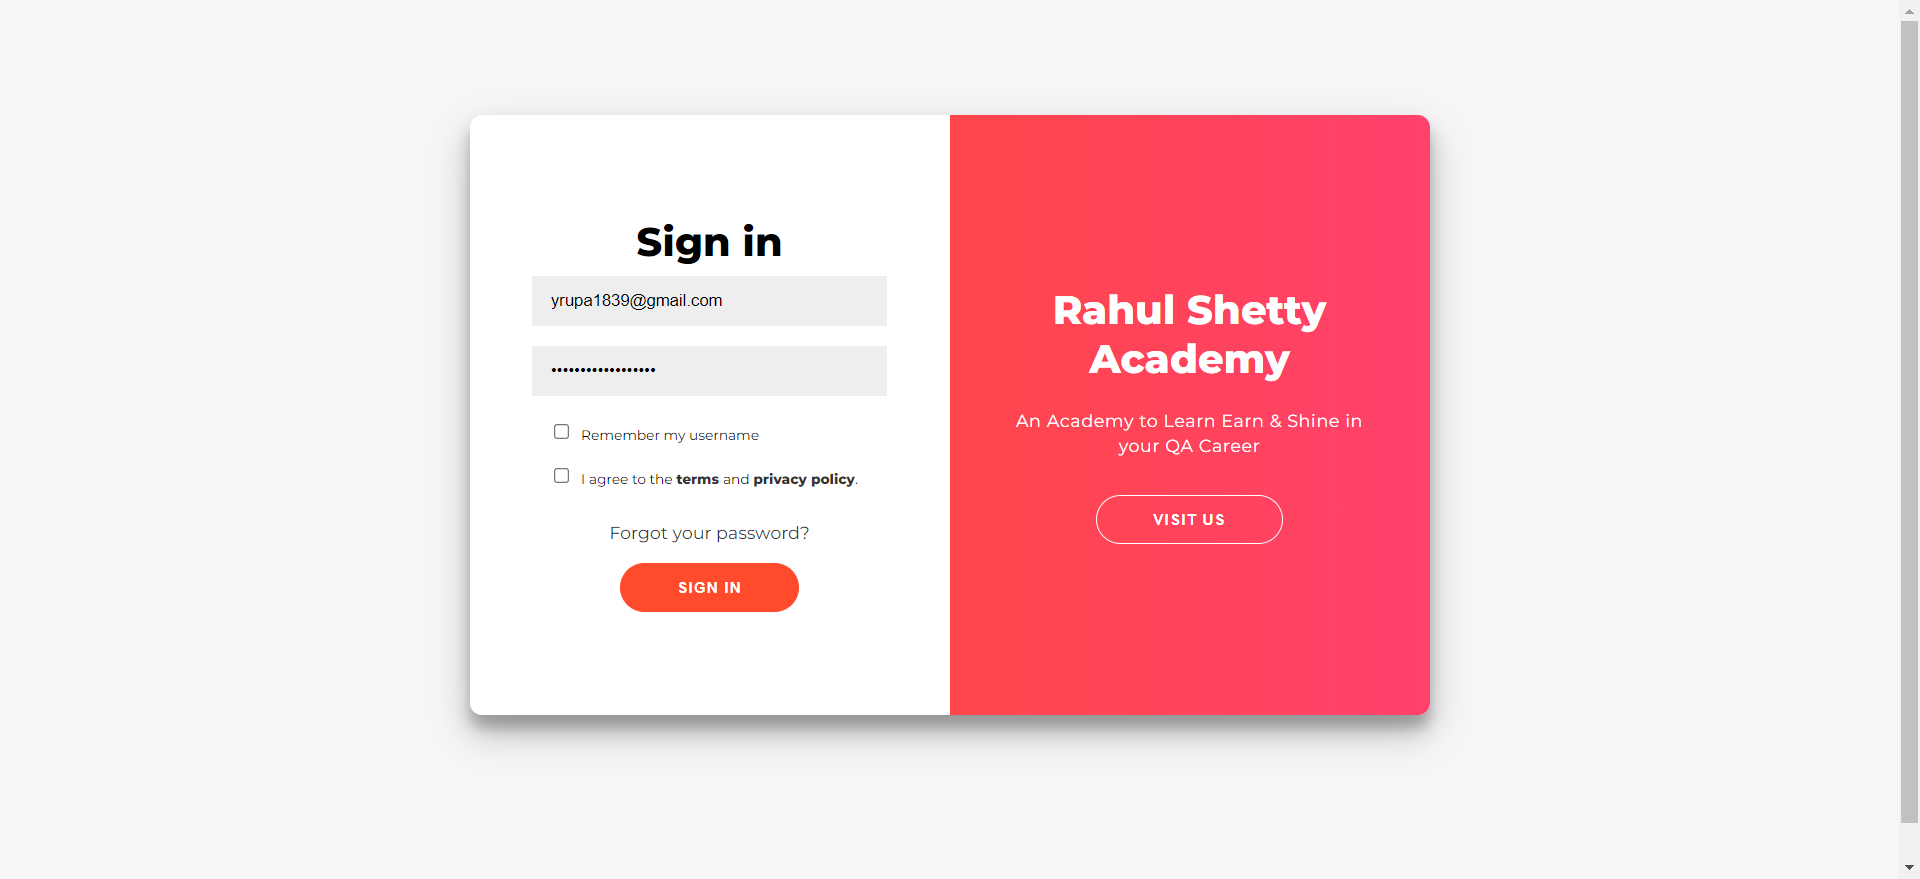 Sign in
yrupa1839@gmail.com
••••••••••••••••••
Remember my username
I agree to the terms and privacy policy.
Forgot your password?
SIGN IN
Rahul Shetty
Academy
An Academy to Learn Earn & Shine in
your QA Career
VISIT US